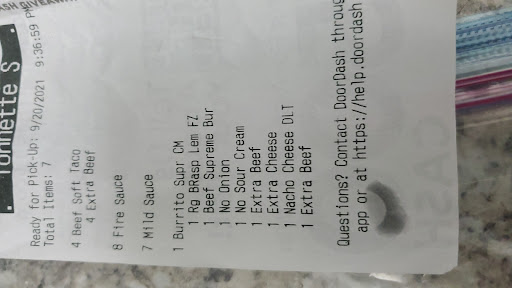 Tonnette S
Ready for Pick-Up: 9/20/2021 9:36:59
Total Items: 7
4 Beef Soft Taco
4 Extra Beef
8 Fire Sauce
7 Mild Sauce
1 Burrito Supr CM
1 Rg BRasp Lem FZ
1 Beef Supreme Bur
1 No Onion
1 No Sour Cream
1 Extra Beef
1 Extra Cheese
1 Nacho Cheese DLT
1 Extra Beef
Questions? Contact DoorDash throug
app or at https://help.doordash